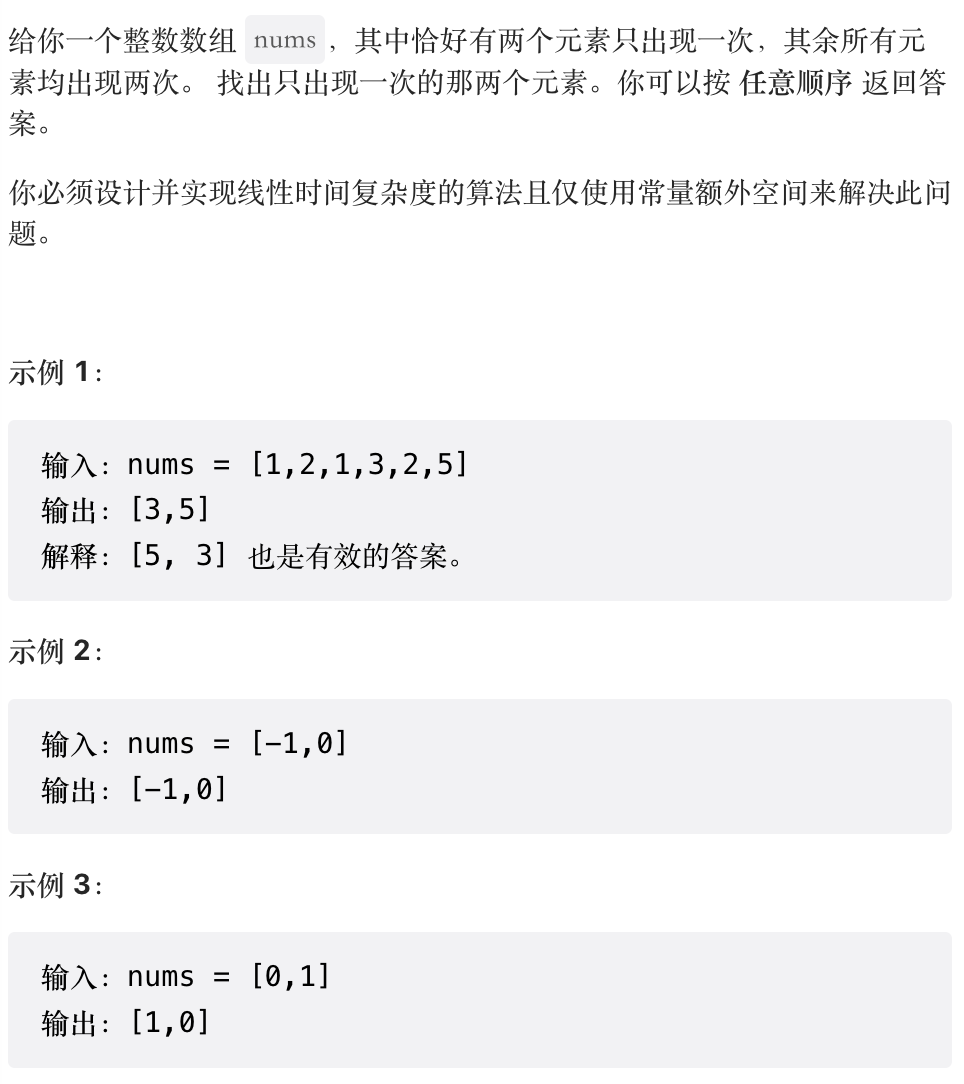 给你一个整数数组 nums，其中恰好有两个元素只出现一次，其余所有元
素均出现两次。 找出只出现一次的那两个元素。你可以按 任意顺序 返回答
案。
你必须设计并实现线性时间复杂度的算法且仅使用常量额外空间来解决此问
题。
示例 1：
输入：nums = [1,2,1,3,2,5]
输出：[3,5]
解释：[5, 3] 也是有效的答案。
示例 2：
输入：nums = [-1,0]
输出：[-1,0]
示例 3：
输入：nums = [0,1]
输出：[1,0]